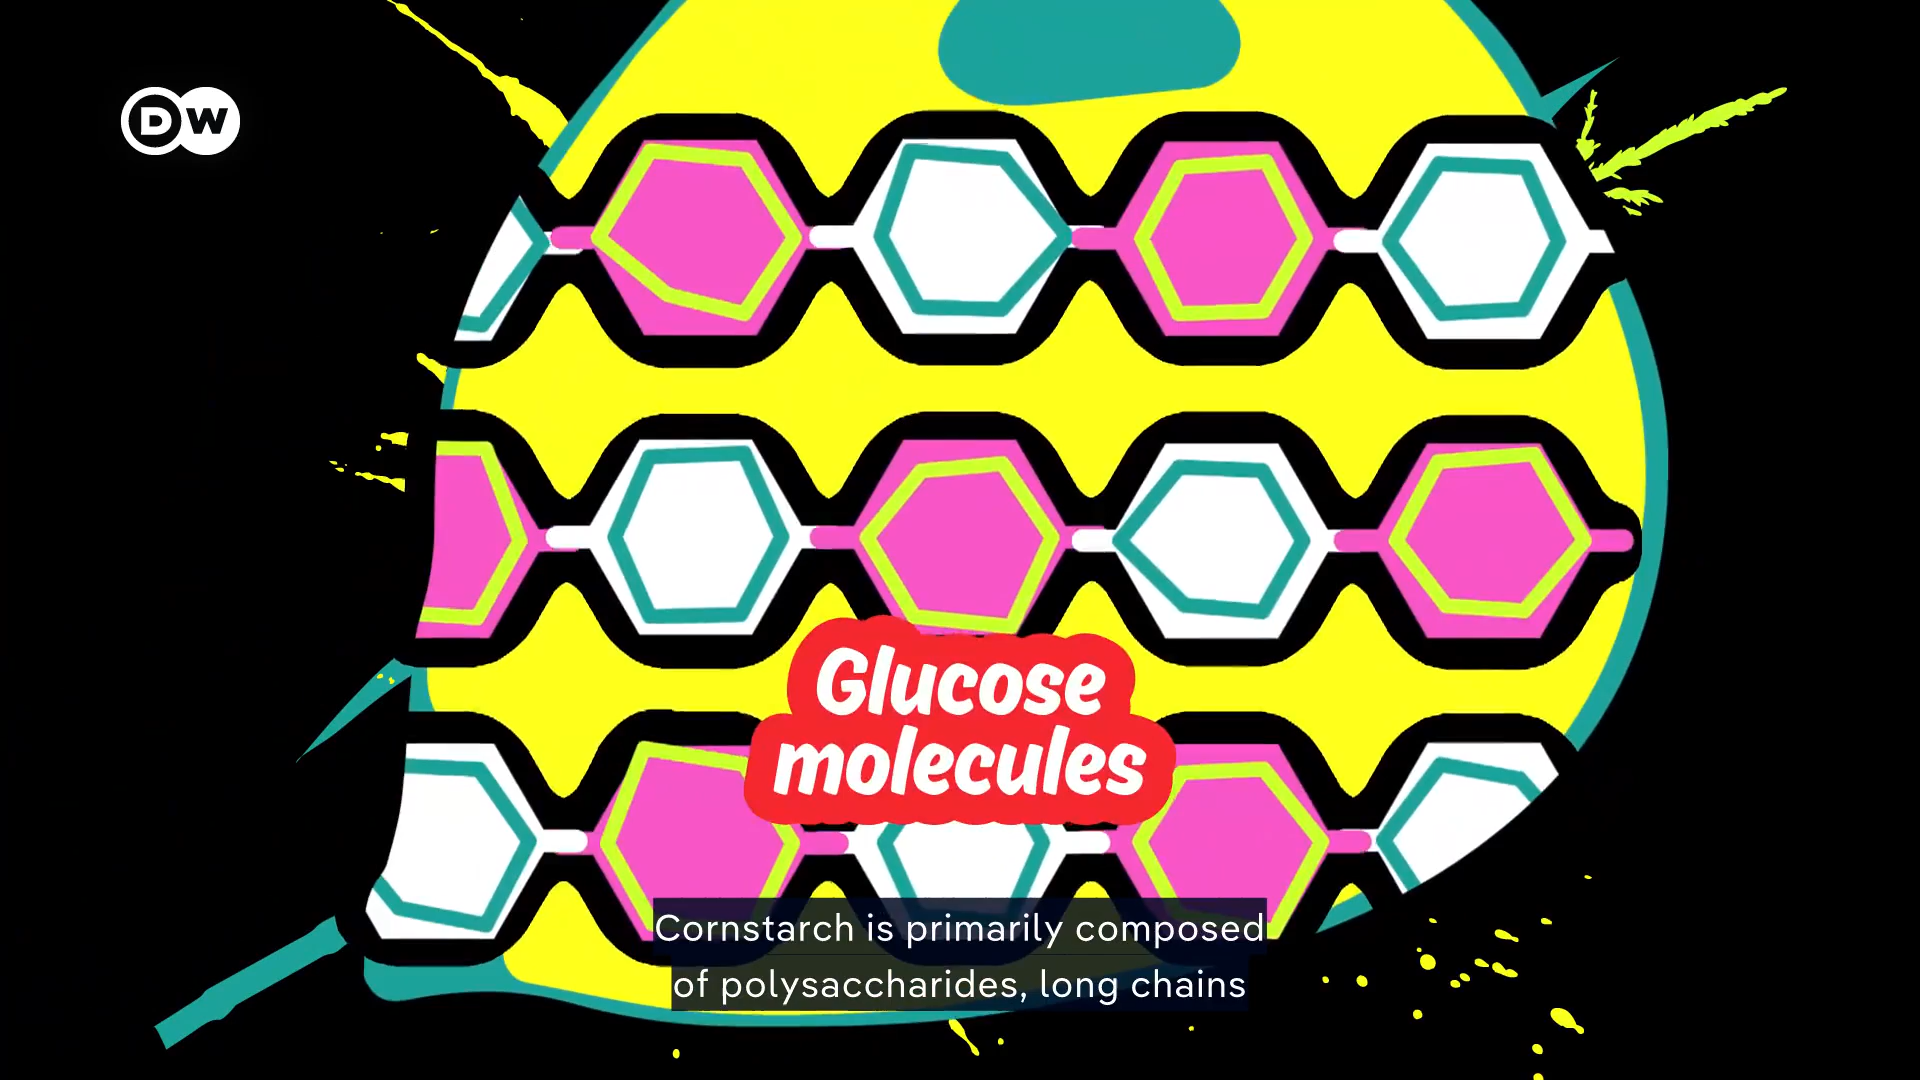 DW
Glucose
molecules
Cornstarch is primarily composed
of polysaccharides, long chains